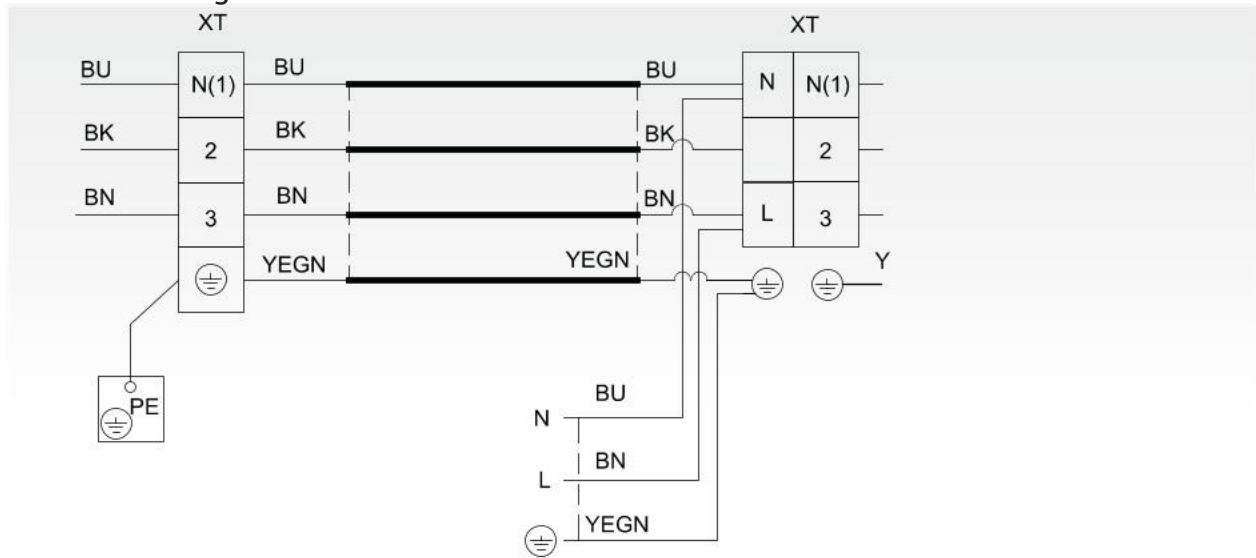 XT XT
BU BU BU
N(1) N N(1)
BK BK BK
2 2
BN BN BN
3 L 3
YEGN YEGN Y
PE
BU
N
BN
L
YEGN